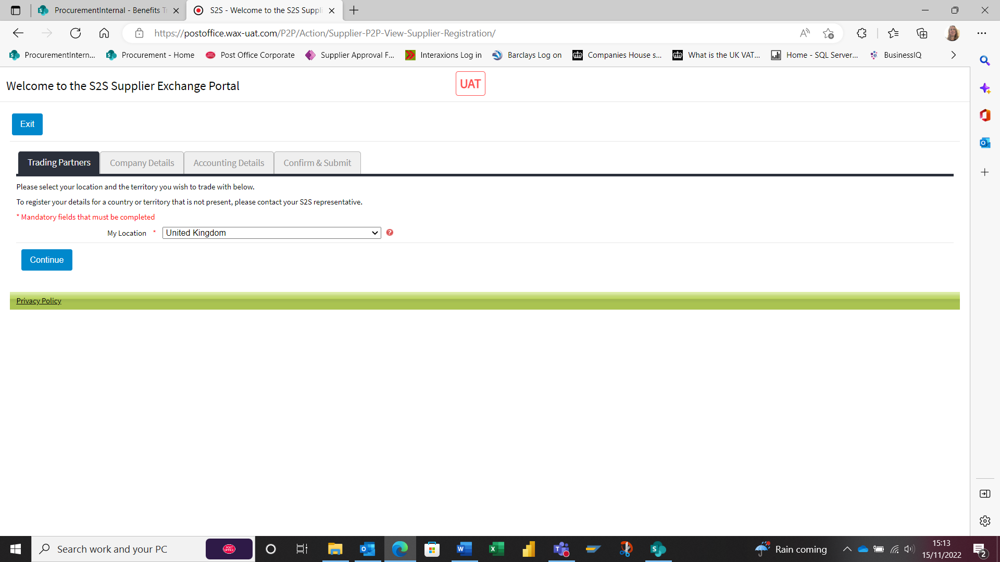 ProcurementInternal - Benefits T
S2S - Welcome to the S2S Suppli
https://postoffice.wax-uat.com/P2P/Action/Supplier-P2P-View-Supplier-Registration/
ProcurementIntern... Procurement - Home Post Office Corporate Supplier Approval F... Interaxions Log in Barclays Log on Companies House s... What is the UK VAT... Home - SQL Server... BusinessIQ
Welcome to the S2S Supplier Exchange Portal
UAT
Exit
Trading Partners Company Details Accounting Details Confirm & Submit
Please select your location and the territory you wish to trade with below.
To register your details for a country or territory that is not present, please contact your S2S representative.
* Mandatory fields that must be completed
My Location * United Kingdom
Continue
Privacy Policy
Search work and your PC
POST OFFICE
Rain coming
15:13
15/11/2022
2